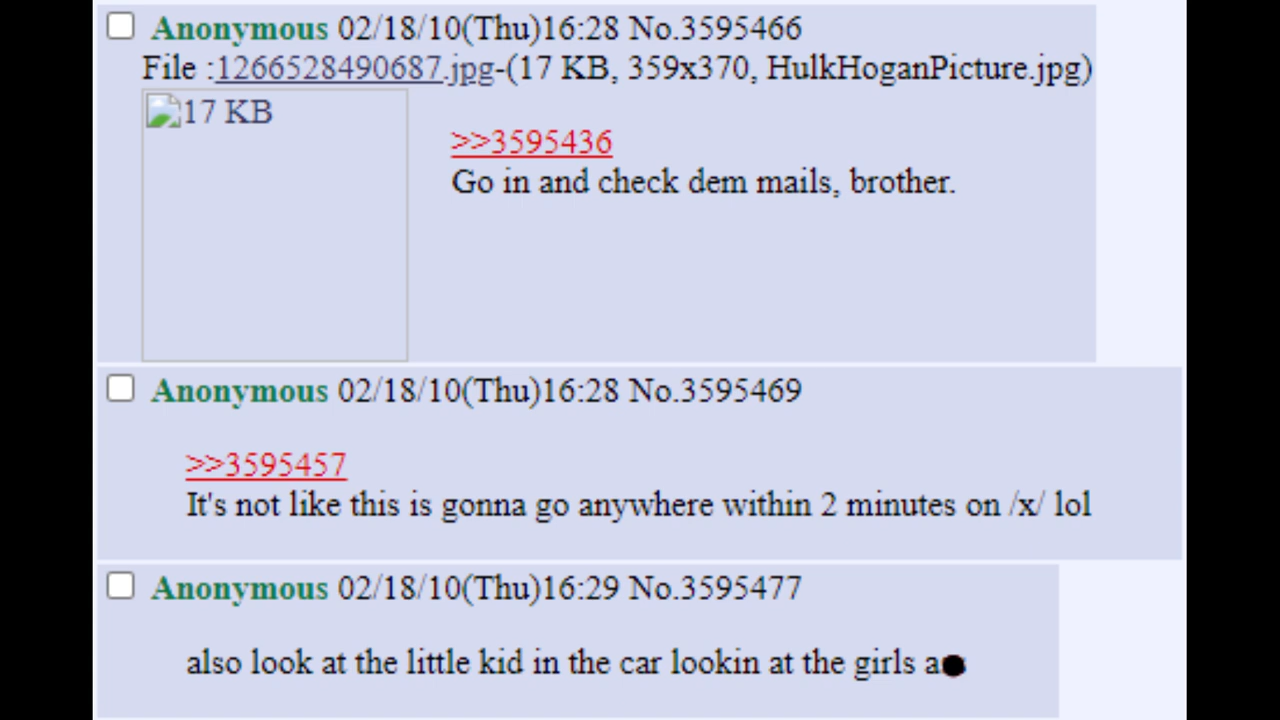 Anonymous 02/18/10(Thu)16:28 No.3595466
File :1266528490687.jpg-(17 KB, 359x370, HulkHoganPicture.jpg)
17 KB
>>3595436
Go in and check dem mails, brother.
Anonymous 02/18/10(Thu)16:28 No.3595469
>>3595457
It's not like this is gonna go anywhere within 2 minutes on /x/ lol
Anonymous 02/18/10(Thu)16:29 No.3595477
also look at the little kid in the car lookin at the girls